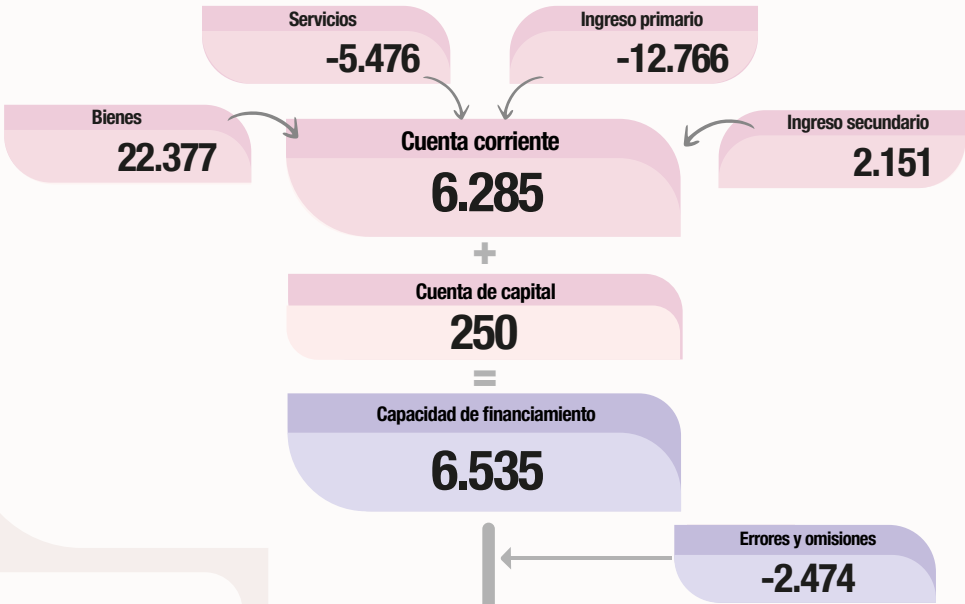 Servicios
-5.476
Ingreso primario
-12.766
Bienes
22.377
Cuenta corriente
6.285
Ingreso secundario
2.151
+
Cuenta de capital
250
=
Capacidad de financiamiento
6.535
Errores y omisiones
-2.474